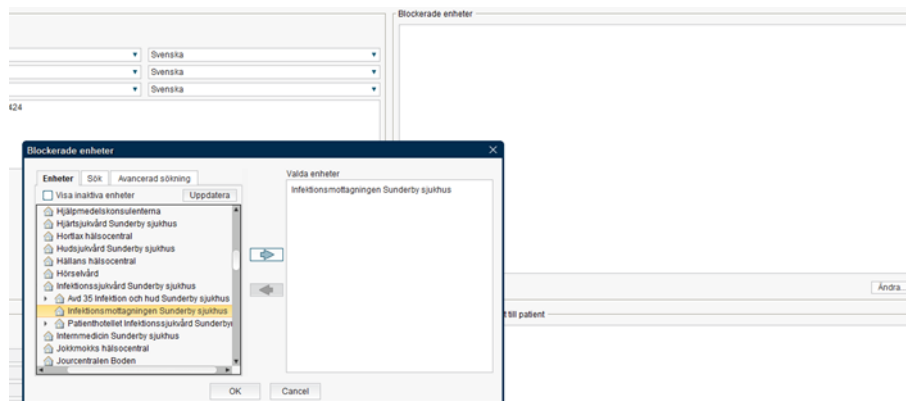 Blockerade enheter
Svenska
Svenska
Svenska
424
Blockerade enheter
Enheter Sök Avancerad sökning
Valda enheter
Visa inaktiva enheter Uppdatera
Infektionsmottagningen Sunderby sjukhus
Hjälpmedelskonsulenterna
Hjärtsjukvård Sunderby sjukhus
Hortlax hälsocentral
Hudsjukvård Sunderby sjukhus
Hällans hälsocentral
Hörselvård
Infektionssjukvård Sunderby sjukhus
Avd 35 Infektion och hud Sunderby sjukhus
Infektionsmottagningen Sunderby sjukhus
Patienthotellet Infektionssjukvård Sunderby
Internmedicin Sunderby sjukhus
Jokkmokks hälsocentral
Jourcentralen Boden
OK Cancel
Ändra...
t till patient